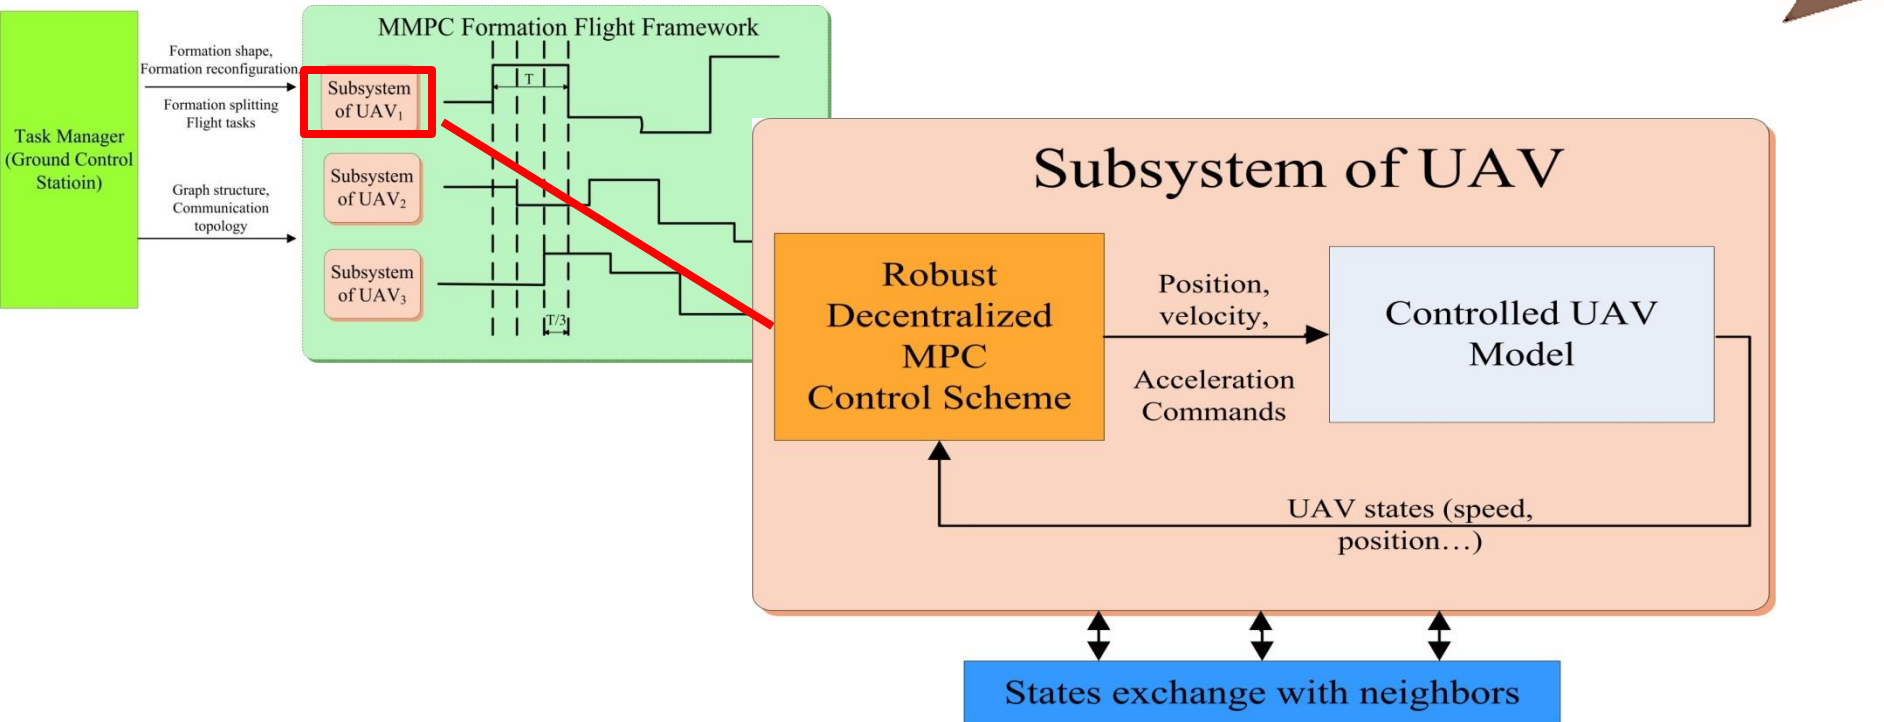 MMPC Formation Flight Framework
Task Manager
(Ground Control
Statioin)
Formation shape,
Formation reconfiguration,
Formation splitting
Flight tasks
Graph structure,
Communication
topology
Subsystem
of UAV₁
Subsystem
of UAV₂
Subsystem
of UAV₃
T
T/3
Subsystem of UAV
Robust
Decentralized
MPC
Control Scheme
Position,
velocity,
Acceleration
Commands
Controlled UAV
Model
UAV states (speed,
position…)
States exchange with neighbors